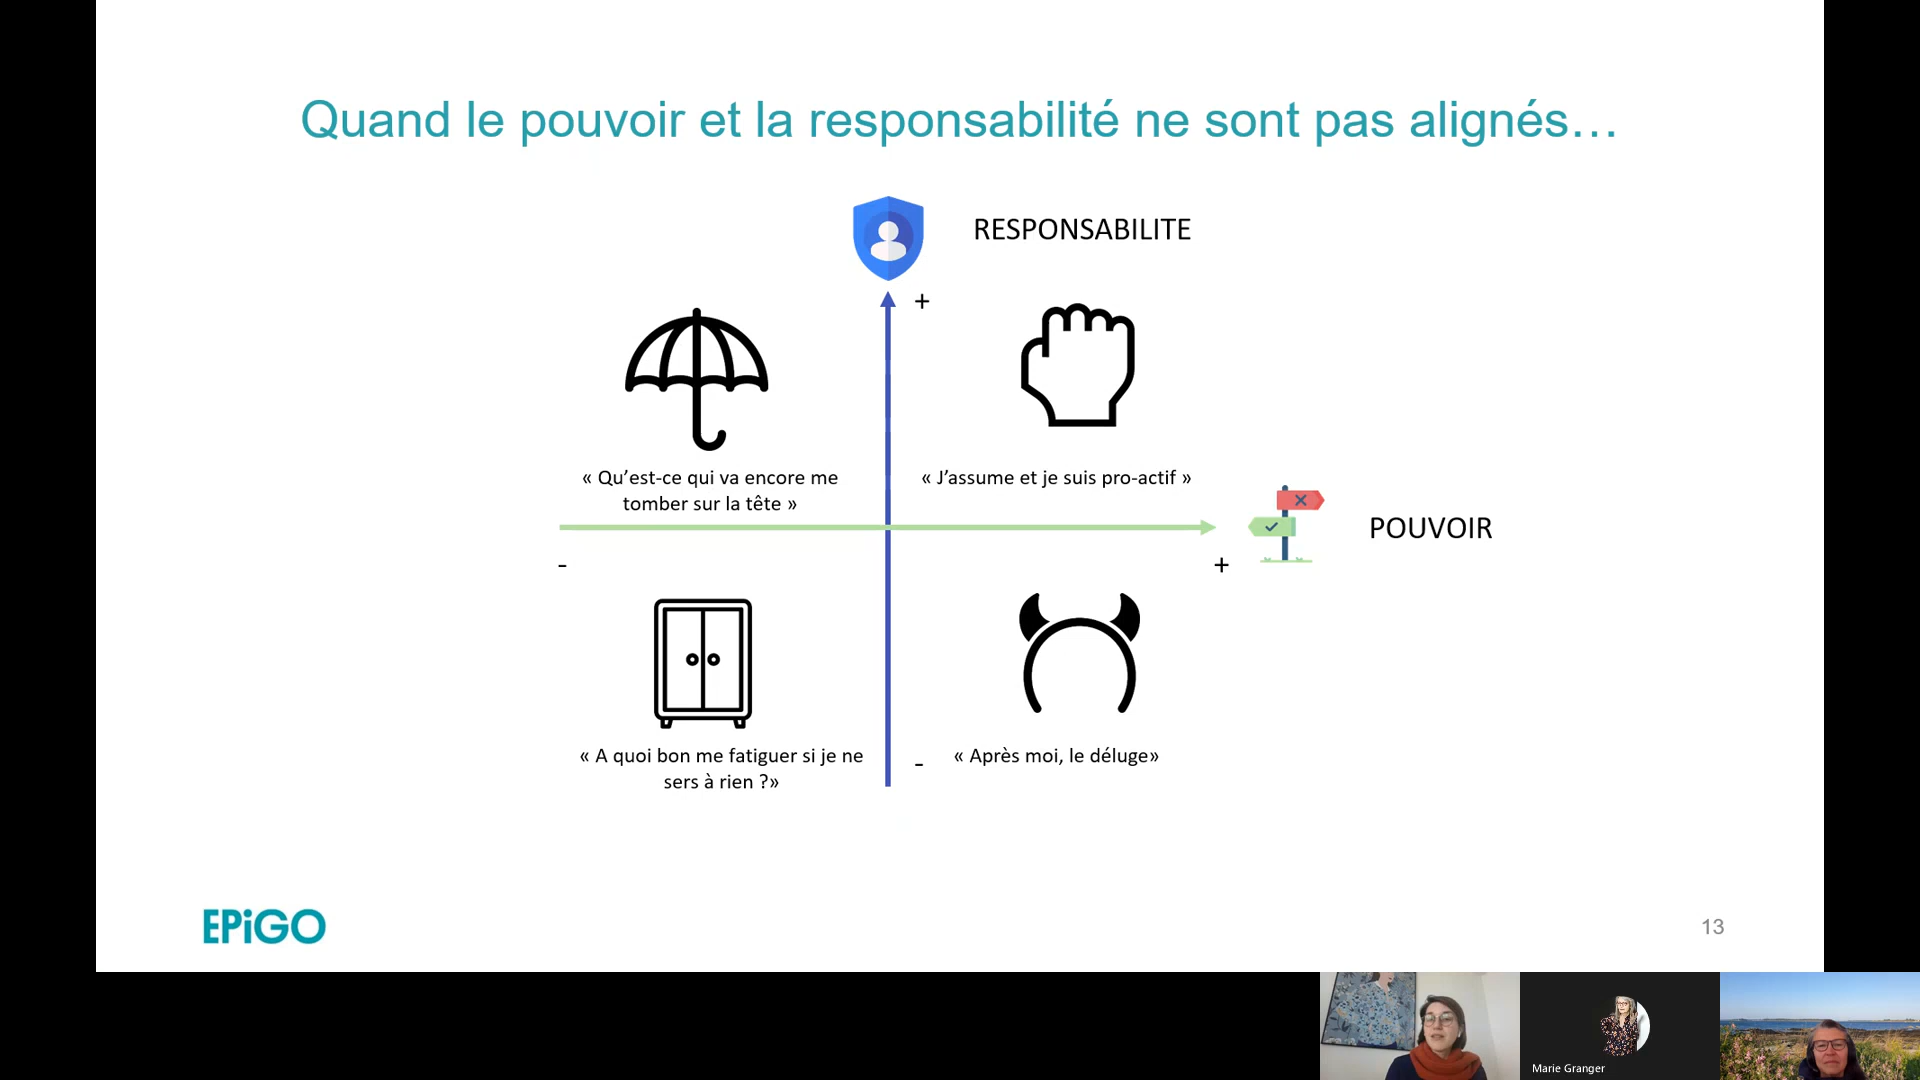 Quand le pouvoir et la responsabilité ne sont pas alignés…
RESPONSABILITE
+
« Qu’est-ce qui va encore me
tomber sur la tête »
« J’assume et je suis pro-actif »
POUVOIR
-
+
« A quoi bon me fatiguer si je ne
sers à rien ?»
-
« Après moi, le déluge»
EPiGO
13
Marie Granger